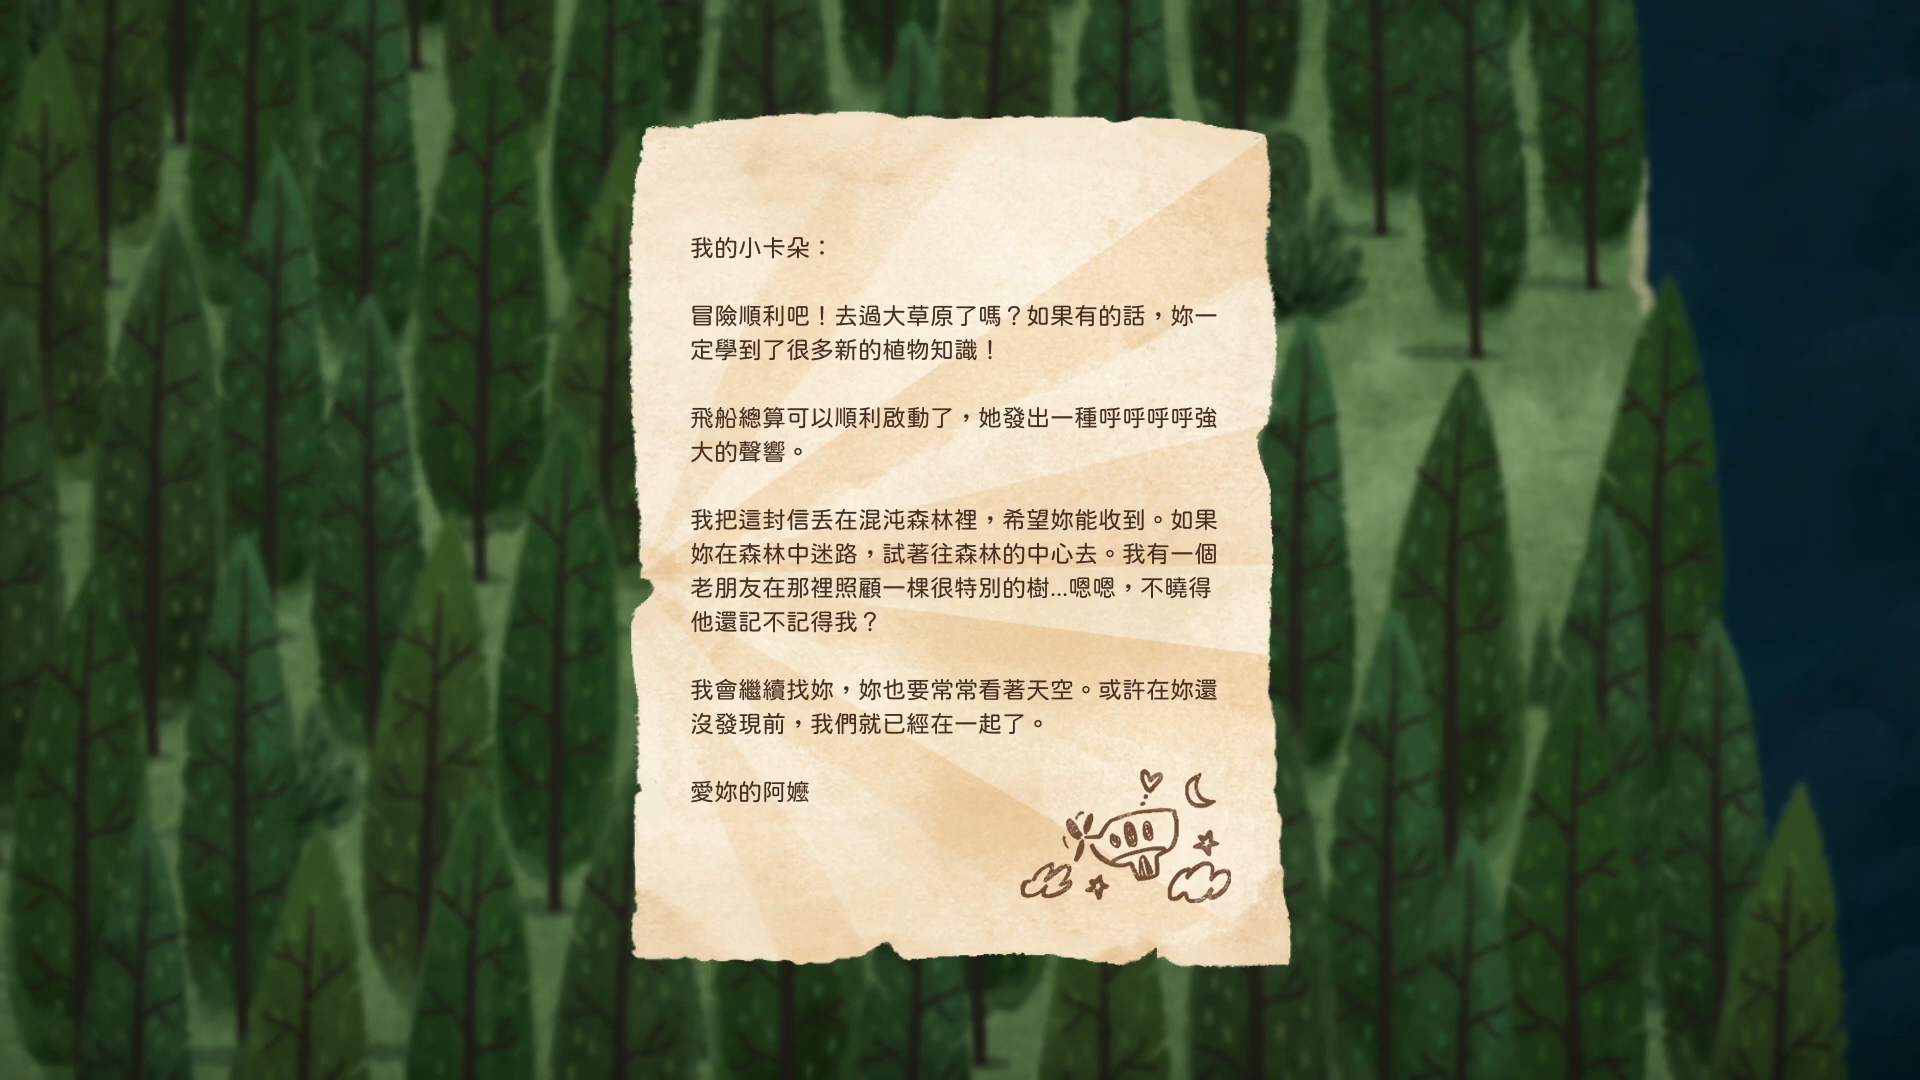 我的小卡朵：
冒險順利吧！去過大草原了嗎？如果有的話，妳一
定學到了很多新的植物知識！
飛船總算可以順利啟動了，她發出一種呼呼呼呼強
大的聲響。
我把這封信丟在混沌森林裡，希望妳能收到。如果
妳在森林中迷路，試著往森林的中心去。我有一個
老朋友在那裡照顧一棵很特別的樹...嗯嗯，不曉得
他還記不記得我？
我會繼續找妳，妳也要常常看著天空。或許在妳還
沒發現前，我們就已經在一起了。
愛妳的阿嬤